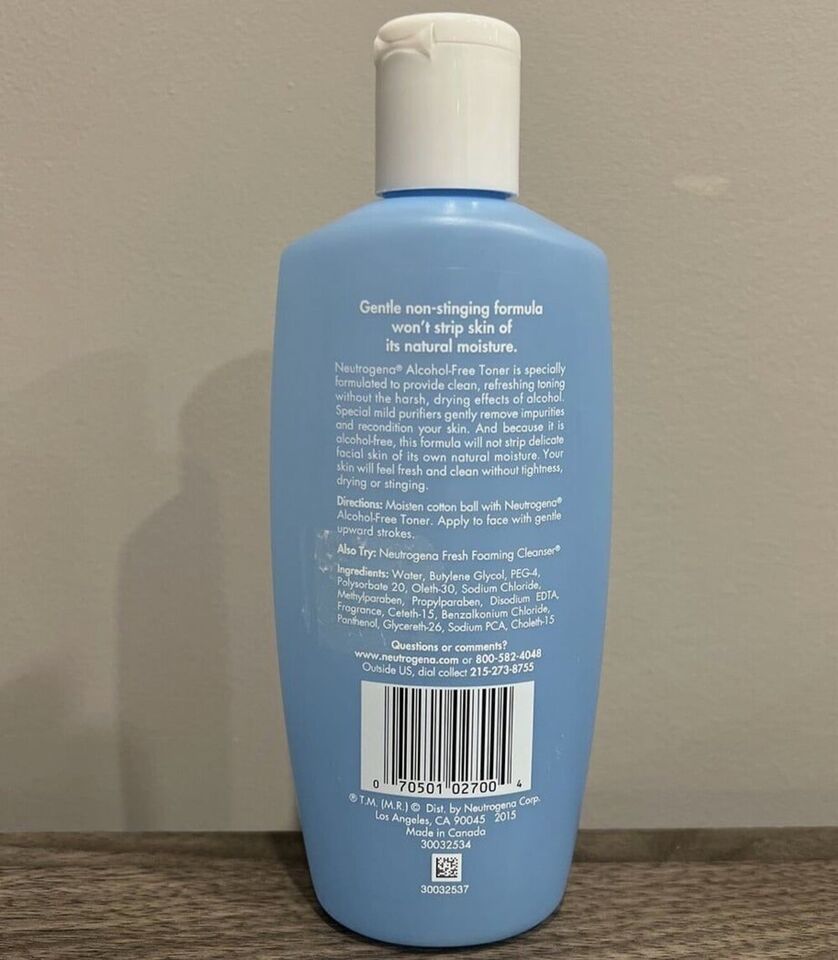 Gentle non-stinging formula
won't strip skin of
its natural moisture.
Neutrogena® Alcohol-Free Toner is specially
formulated to provide clean, refreshing toning
without the harsh, drying effects of alcohol.
Special mild purifiers gently remove impurities
and recondition your skin. And because it is
alcohol-free, this formula will not strip delicate
facial skin of its own natural moisture. Your
skin will feel fresh and clean without tightness,
drying or stinging.
Directions: Moisten cotton ball with Neutrogena®
Alcohol-Free Toner. Apply to face with gentle
upward strokes.
Also Try: Neutrogena Fresh Foaming Cleanser®
Ingredients: Water, Butylene Glycol, PEG-4,
Polysorbate 20, Oleth-30, Sodium Chloride,
Methylparaben, Propylparaben, Disodium EDTA,
Fragrance, Ceteth-15, Benzalkonium Chloride,
Panthenol, Glycereth-26, Sodium PCA, Choleth-15
Questions or comments?
www.neutrogena.com or 800-582-4048
Outside US, dial collect 215-273-8755
0 70501 02700 4
® T.M. (M.R.) © Dist. by Neutrogena Corp.
Los Angeles, CA 90045 2015
Made in Canada
30032534
30032537